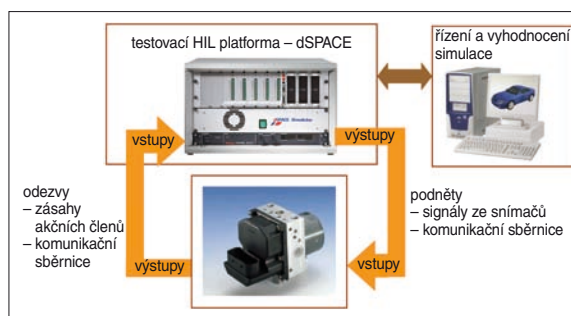 testovací HIL platforma – dSPACE
řízení a vyhodnocení
simulace
vstupy
výstupy
odezvy
– zásahy
akčních členů
– komunikační
sběrnice
podněty
– signály ze snímačů
– komunikační sběrnice
výstupy
vstupy